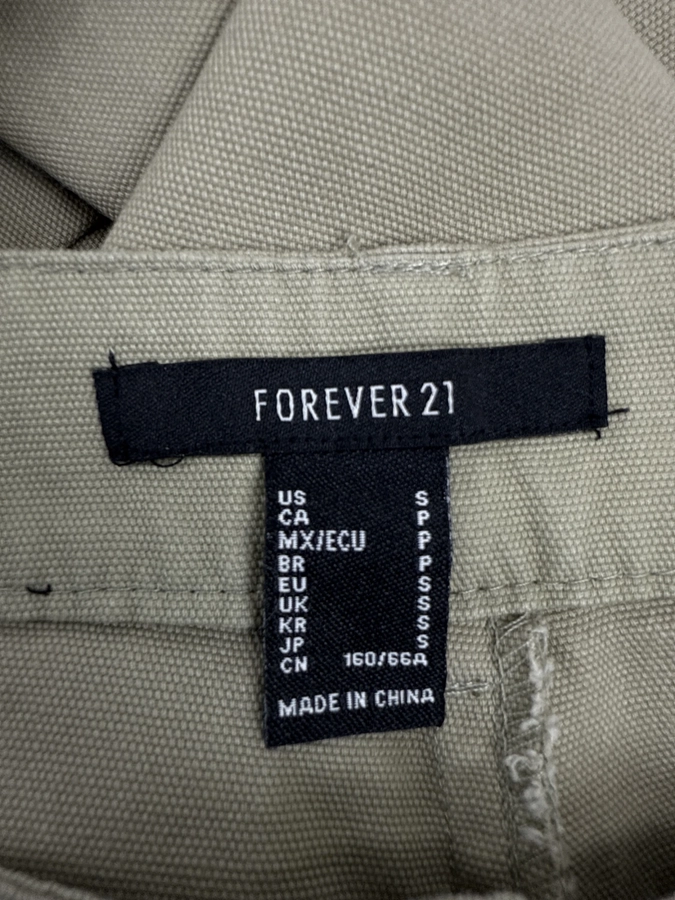 FOREVER 21
US S
CA P
MX/ECU P
BR P
EU S
UK S
KR S
JP S
CN 160/66A
MADE IN CHINA